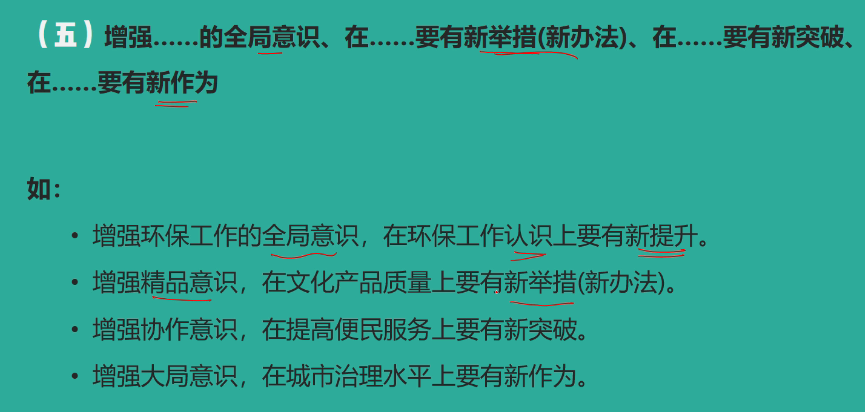 （五）增强……的全局意识、在……要有新举措(新办法)、在……要有新突破、
在……要有新作为
如：
• 增强环保工作的全局意识，在环保工作认识上要有新提升。
• 增强精品意识，在文化产品质量上要有新举措(新办法)。
• 增强协作意识，在提高便民服务上要有新突破。
• 增强大局意识，在城市治理水平上要有新作为。